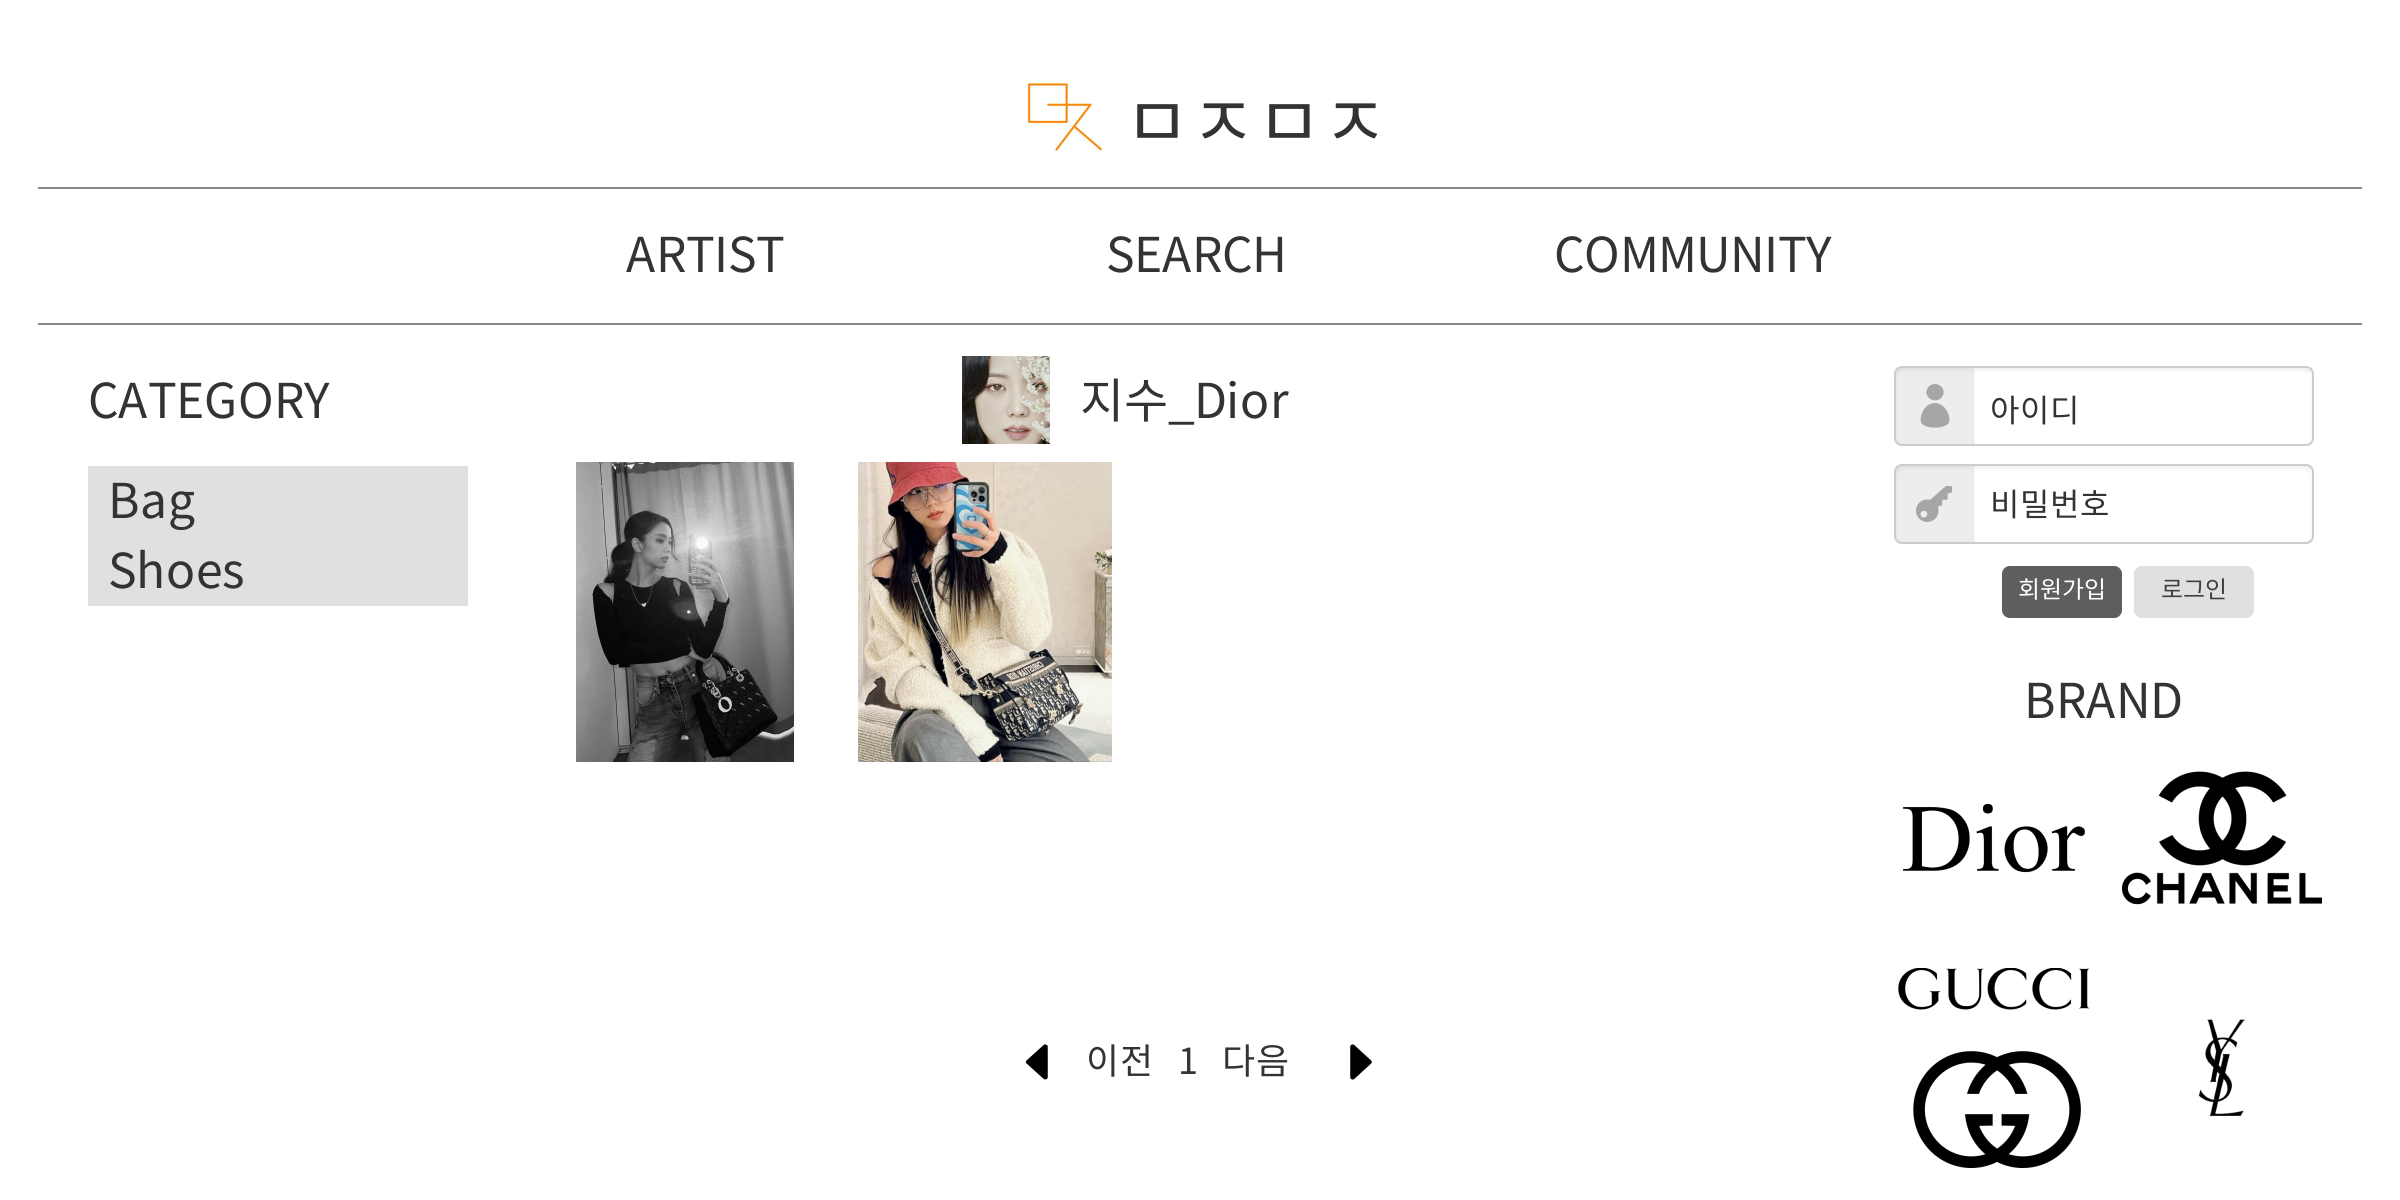 ㅁㅈㅁㅈ
ARTIST SEARCH COMMUNITY
CATEGORY
Bag
Shoes
지수_Dior
아이디
비밀번호
회원가입 로그인
BRAND
Dior
CHANEL
GUCCI
YSL
이전 1 다음